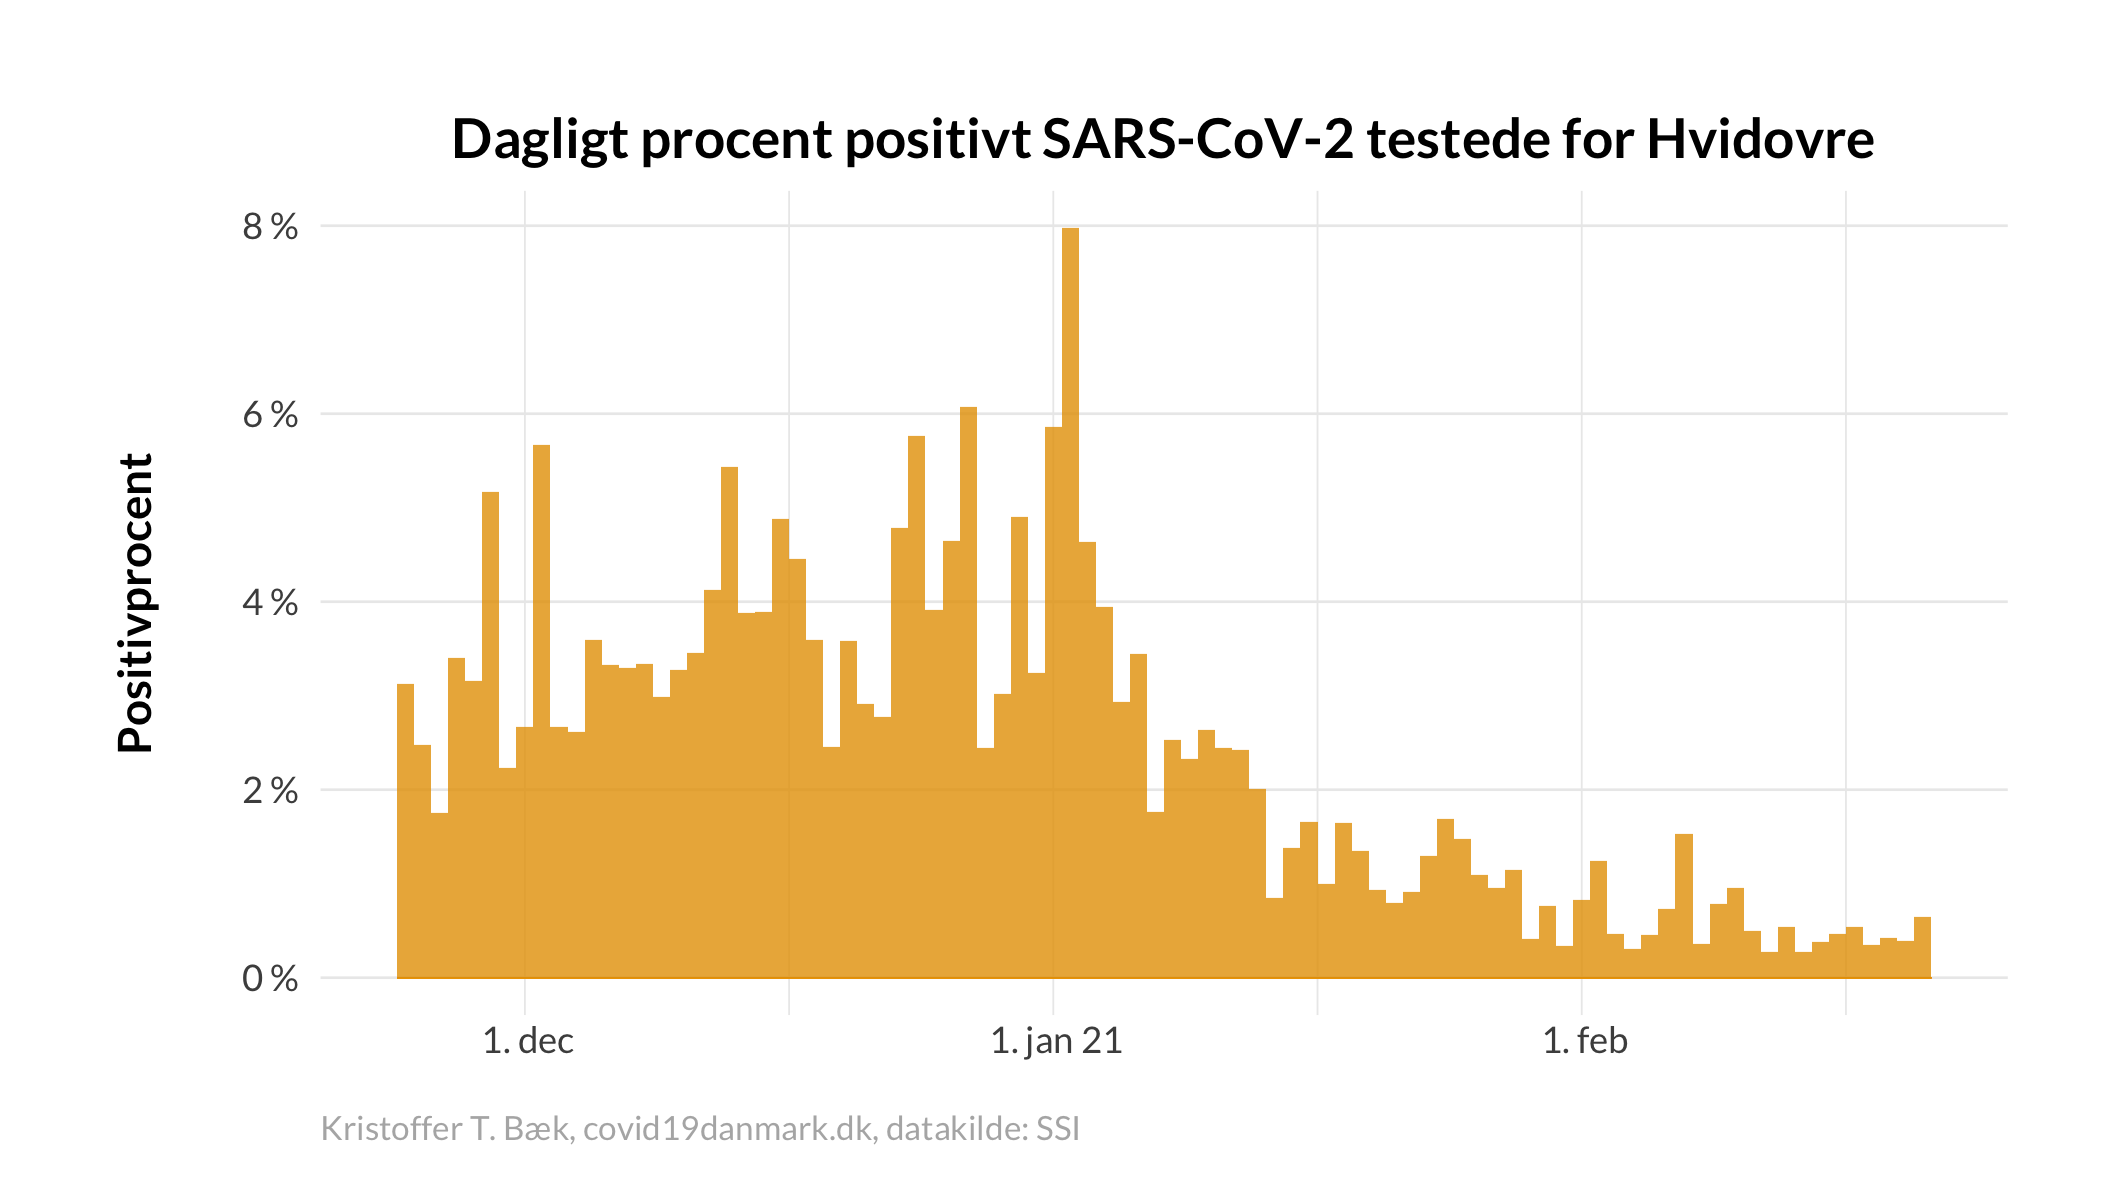 Dagligt procent positivt SARS-CoV-2 testede for Hvidovre
Positivprocent
8 %
6 %
4 %
2 %
0 %
1. dec
1. jan 21
1. feb
Kristoffer T. Bæk, covid19danmark.dk, datakilde: SSI